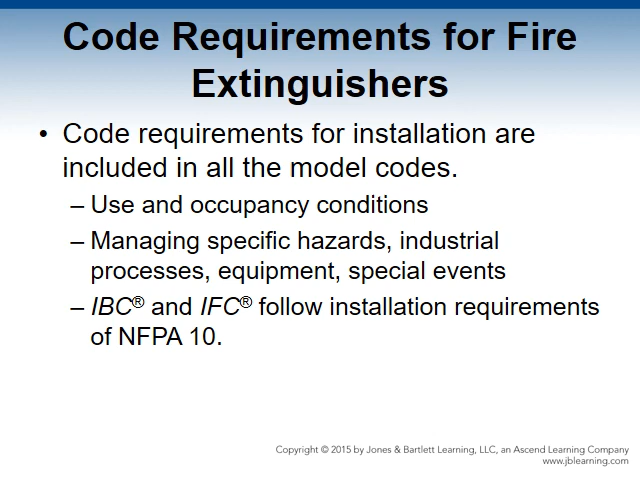 Code Requirements for Fire
Extinguishers
• Code requirements for installation are
included in all the model codes.
– Use and occupancy conditions
– Managing specific hazards, industrial
processes, equipment, special events
– IBC® and IFC® follow installation requirements
of NFPA 10.
Copyright © 2015 by Jones & Bartlett Learning, LLC, an Ascend Learning Company
www.jblearning.com